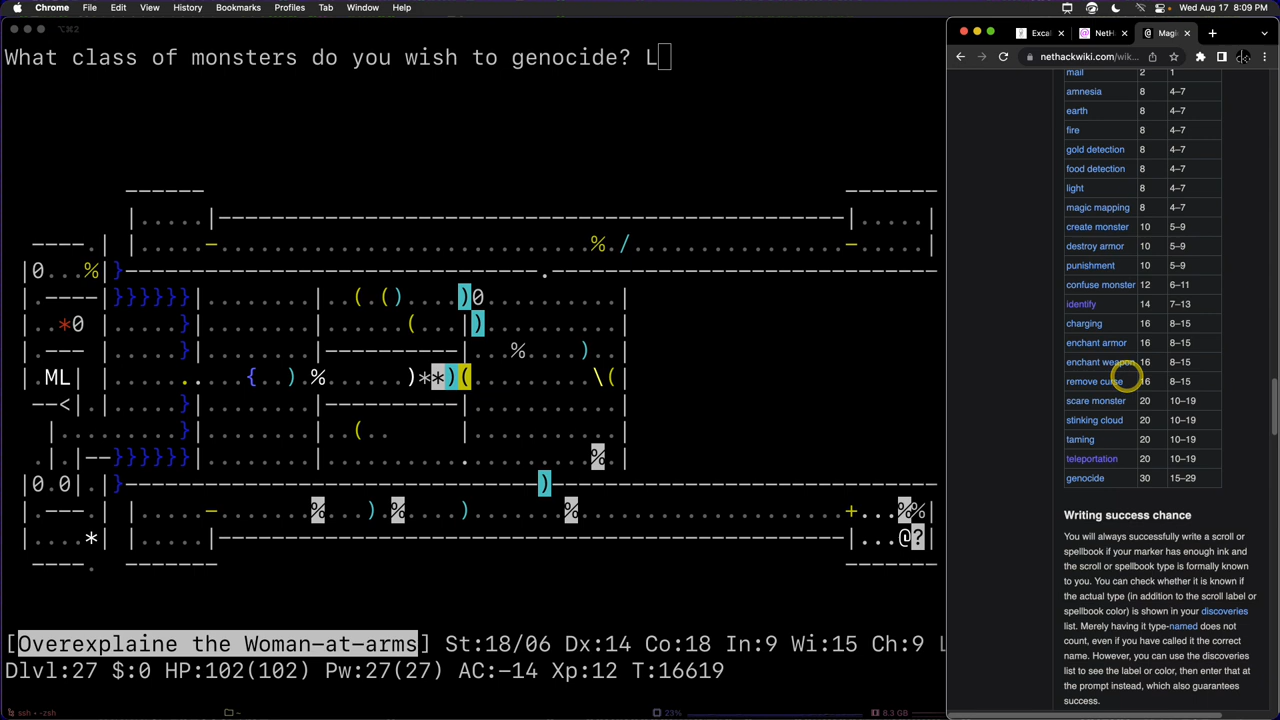 Chrome File Edit View History Bookmarks Profiles Tab Window Help Wed Aug 17 8:09 PM
⌥⌘2
What class of monsters do you wish to genocide? L
[Overexplaine the Woman-at-arms] St:18/06 Dx:14 Co:18 In:9 Wi:15 Ch:9 L
Dlvl:27 $:0 HP:102(102) Pw:27(27) AC:-14 Xp:12 T:16619
ssh ‹ -zsh ~ 23% 8.3 GB
Excal NetH Magic
nethackwiki.com/wik...
mail 2 1
amnesia 8 4–7
earth 8 4–7
fire 8 4–7
gold detection 8 4–7
food detection 8 4–7
light 8 4–7
magic mapping 8 4–7
create monster 10 5–9
destroy armor 10 5–9
punishment 10 5–9
confuse monster 12 6–11
identify 14 7–13
charging 16 8–15
enchant armor 16 8–15
enchant weapon 16 8–15
remove curse 16 8–15
scare monster 20 10–19
stinking cloud 20 10–19
taming 20 10–19
teleportation 20 10–19
genocide 30 15–29
Writing success chance
You will always successfully write a scroll or
spellbook if your marker has enough ink and
the scroll or spellbook type is formally known
to you. You can check whether it is known if
the actual type (in addition to the scroll label or
spellbook color) is shown in your discoveries
list. Merely having it type-named does not
count, even if you have called it the correct
name. However, you can use the discoveries
list to see the label or color, then enter that at
the prompt instead, which also guarantees
success.